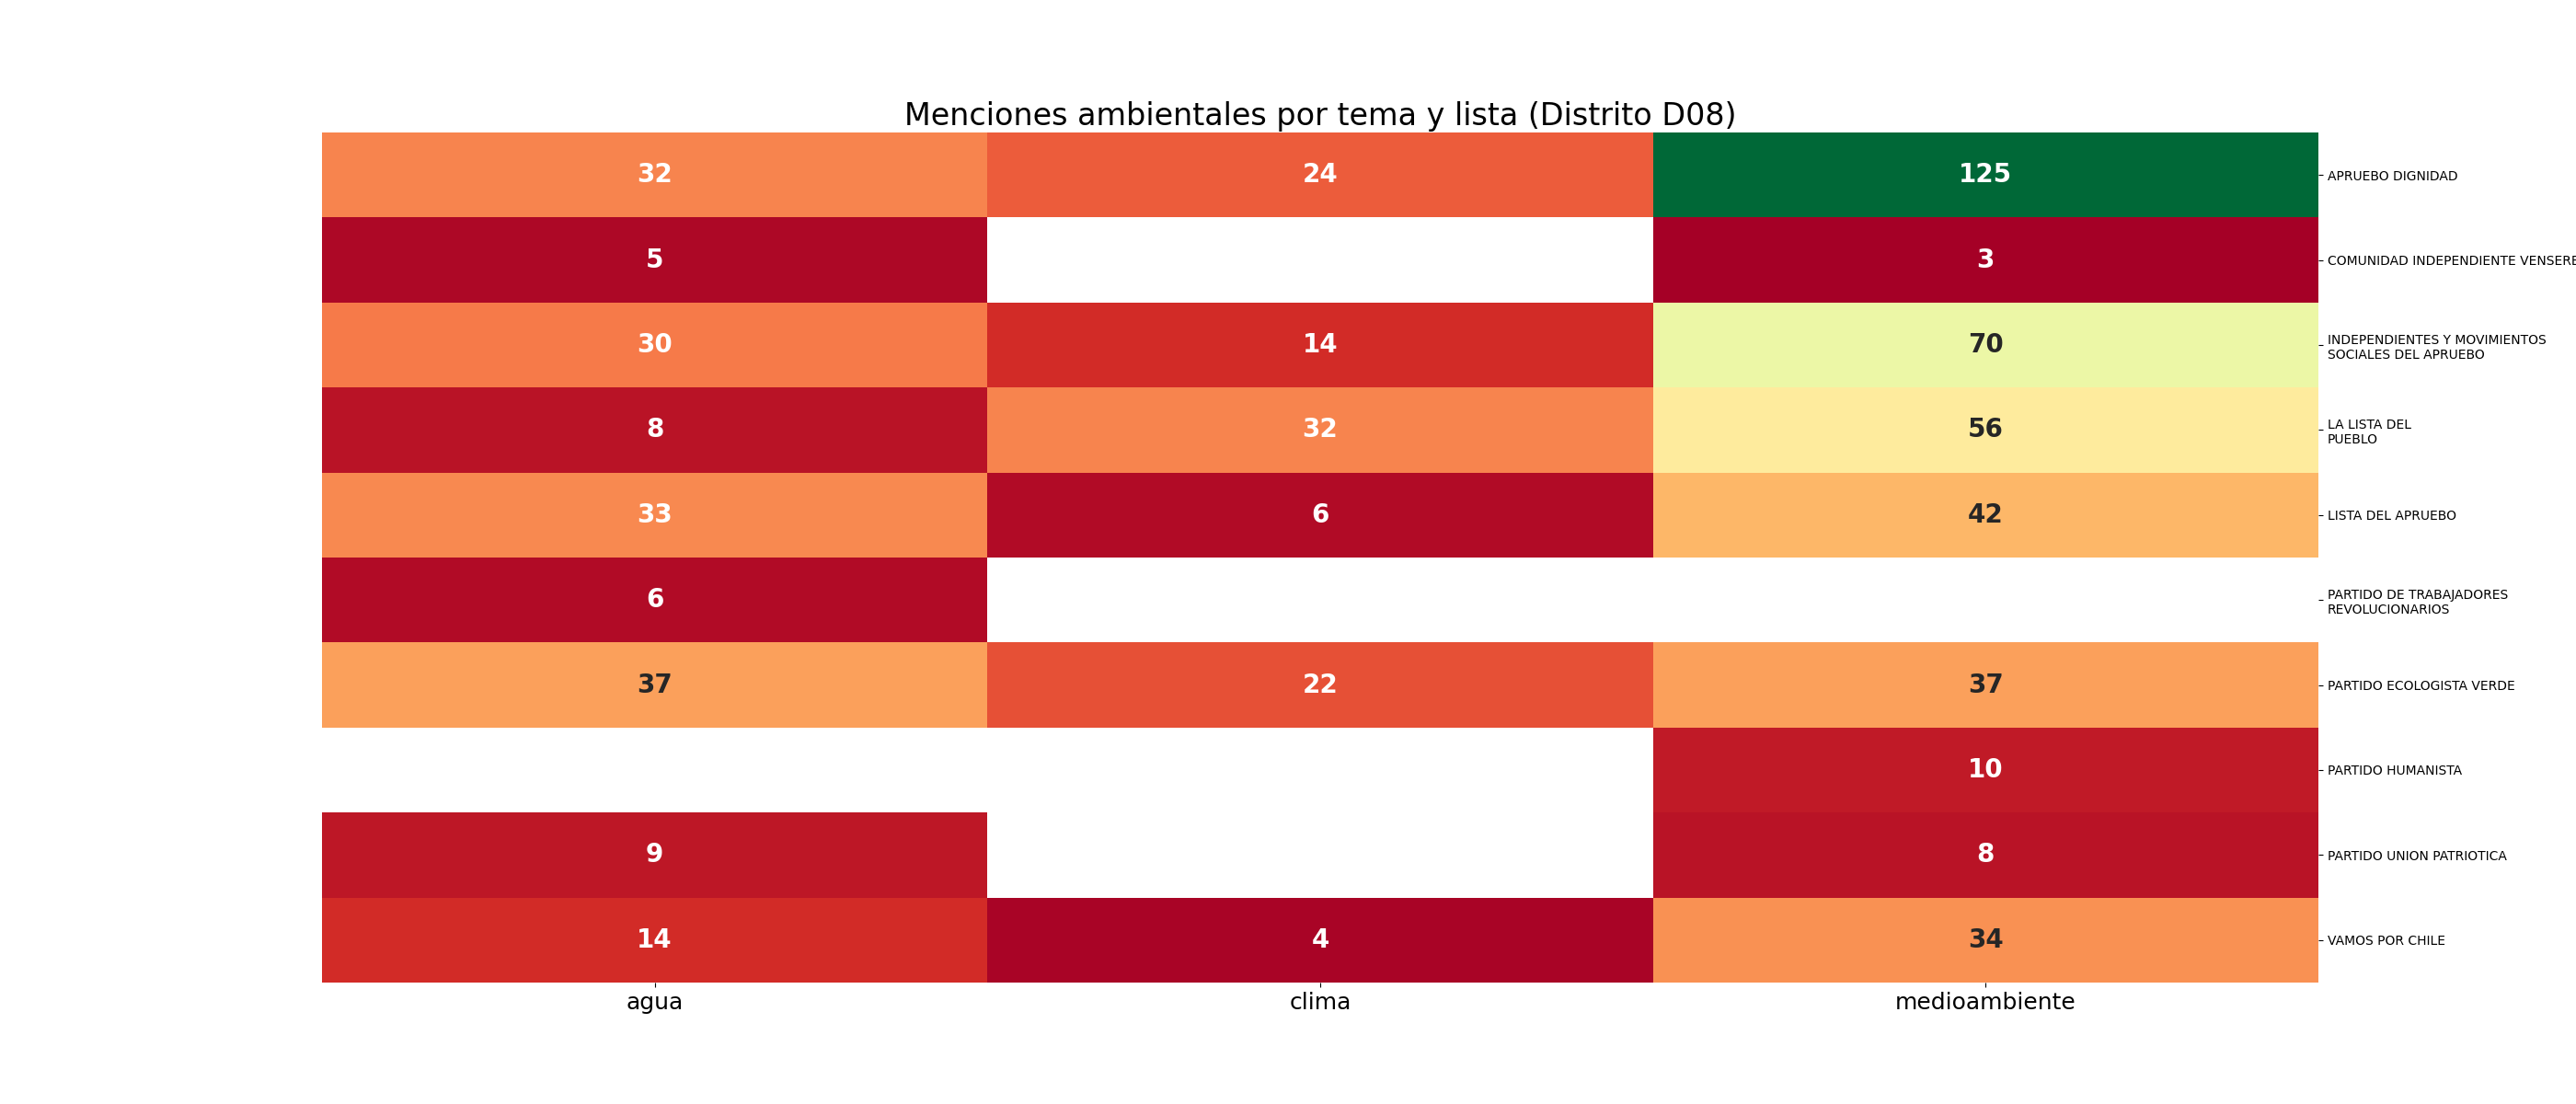 Menciones ambientales por tema y lista (Distrito D08)
32 24 125 APRUEBO DIGNIDAD
5 3 COMUNIDAD INDEPENDIENTE
30 14 70 INDEPENDIENTES Y MOVIMIENTOS
SOCIALES DEL APRUEBO
8 32 56 LA LISTA DEL
PUEBLO
33 6 42 LISTA DEL APRUEBO
6 PARTIDO DE TRABAJADORES
REVOLUCIONARIOS
37 22 37 PARTIDO ECOLOGISTA VERDE
10 PARTIDO HUMANISTA
9 8 PARTIDO UNION PATRIOTICA
14 4 34 VAMOS POR CHILE
agua clima medioambiente